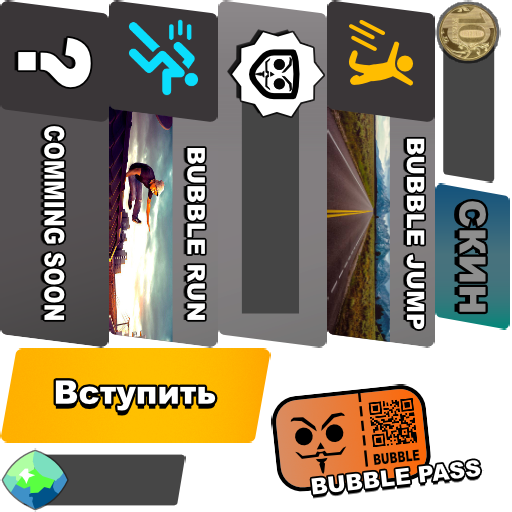 ?
COMMING SOON
BUBBLE RUN
BUBBLE JUMP
10
СКИН
Вступить
BUBBLE
BUBBLE PASS